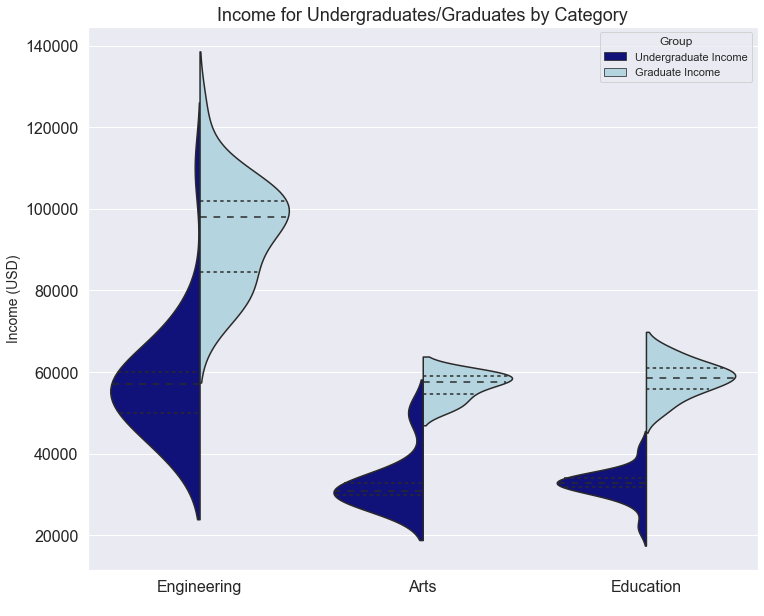 Income for Undergraduates/Graduates by Category
Group
Undergraduate Income
Graduate Income
Income (USD)
140000
120000
100000
80000
60000
40000
20000
Engineering
Arts
Education